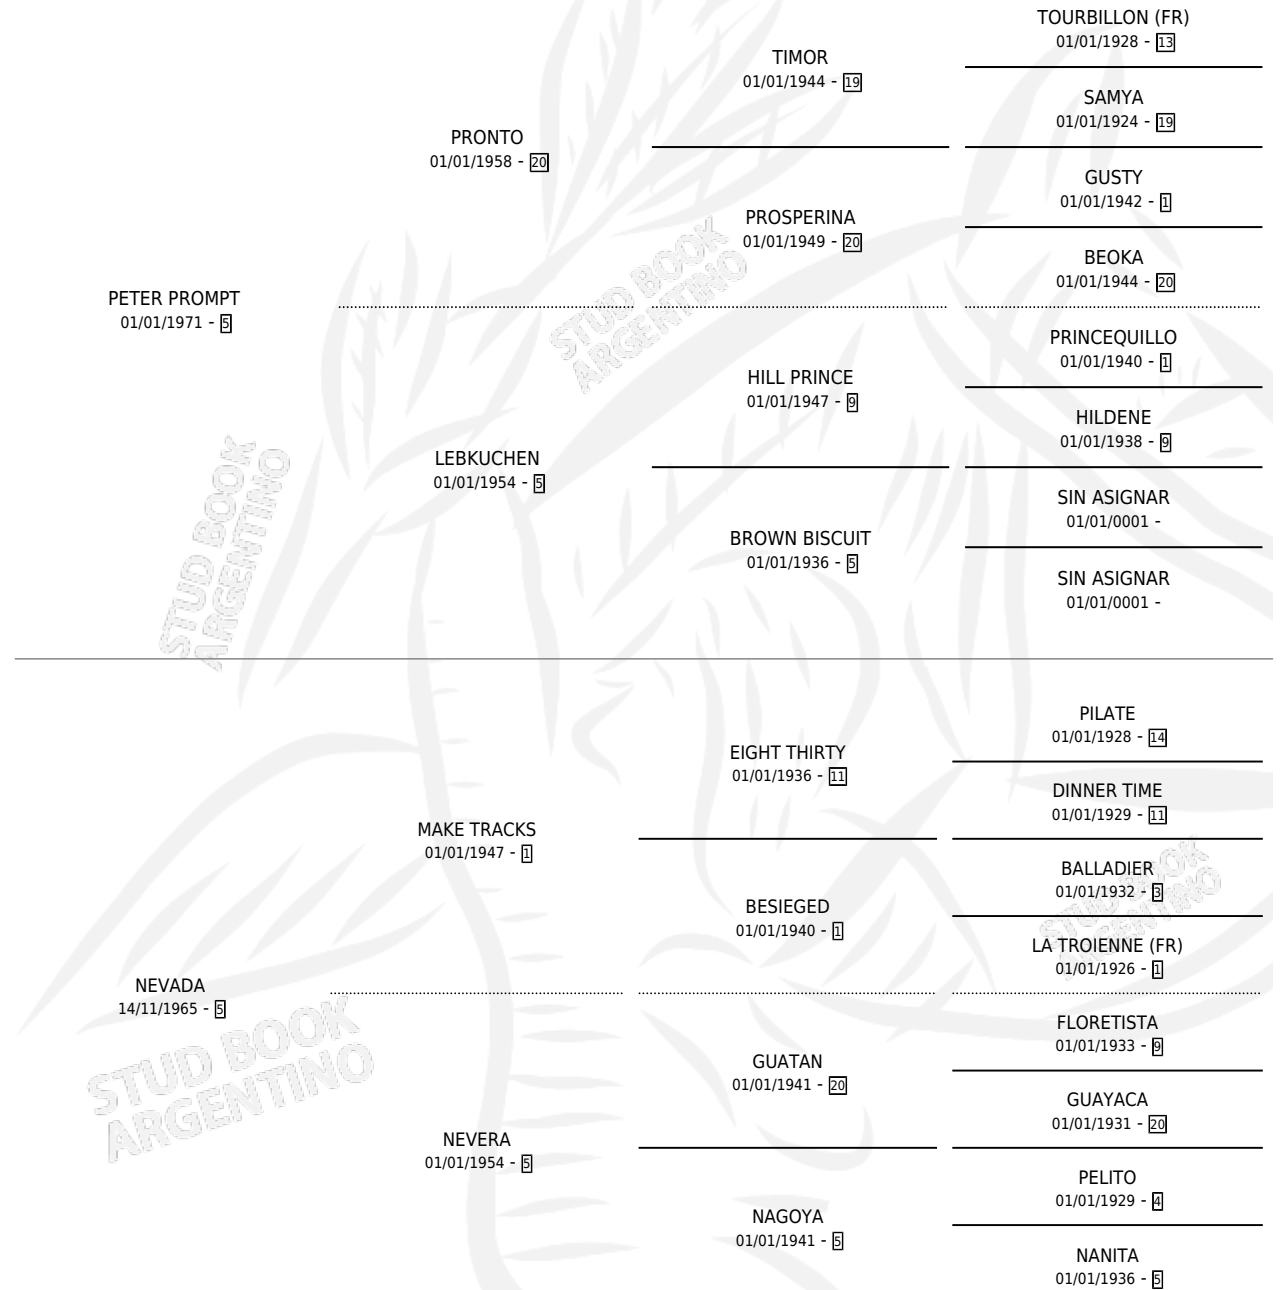 TOURBILLON (FR)
01/01/1928 - 13
TIMOR
01/01/1944 - 19
SAMYA
01/01/1924 - 19
PRONTO
01/01/1958 - 20
GUSTY
01/01/1942 - 1
PROSPERINA
01/01/1949 - 20
BEOKA
01/01/1944 - 20
PETER PROMPT
01/01/1971 - 5
PRINCEQUILLO
01/01/1940 - 1
HILL PRINCE
01/01/1947 - 9
HILDENE
01/01/1938 - 9
LEBKUCHEN
01/01/1954 - 5
SIN ASIGNAR
01/01/0001 -
BROWN BISCUIT
01/01/1936 - 5
SIN ASIGNAR
01/01/0001 -
STUD BOOK
ARGENTINO
STUD BOOK
ARGENTINO
PILATE
01/01/1928 - 14
EIGHT THIRTY
01/01/1936 - 11
DINNER TIME
01/01/1929 - 11
MAKE TRACKS
01/01/1947 - 1
BALLADIER
01/01/1932 - 3
BESIEGED
01/01/1940 - 1
LA TROIENNE (FR)
01/01/1926 - 1
NEVADA
14/11/1965 - 5
FLORETISTA
01/01/1933 - 9
GUATAN
01/01/1941 - 20
GUAYACA
01/01/1931 - 20
NEVERA
01/01/1954 - 5
PELITO
01/01/1929 - 4
NAGOYA
01/01/1941 - 5
NANITA
01/01/1936 - 5
STUD BOOK
ARGENTINO
STUD BOOK
ARGENTINO